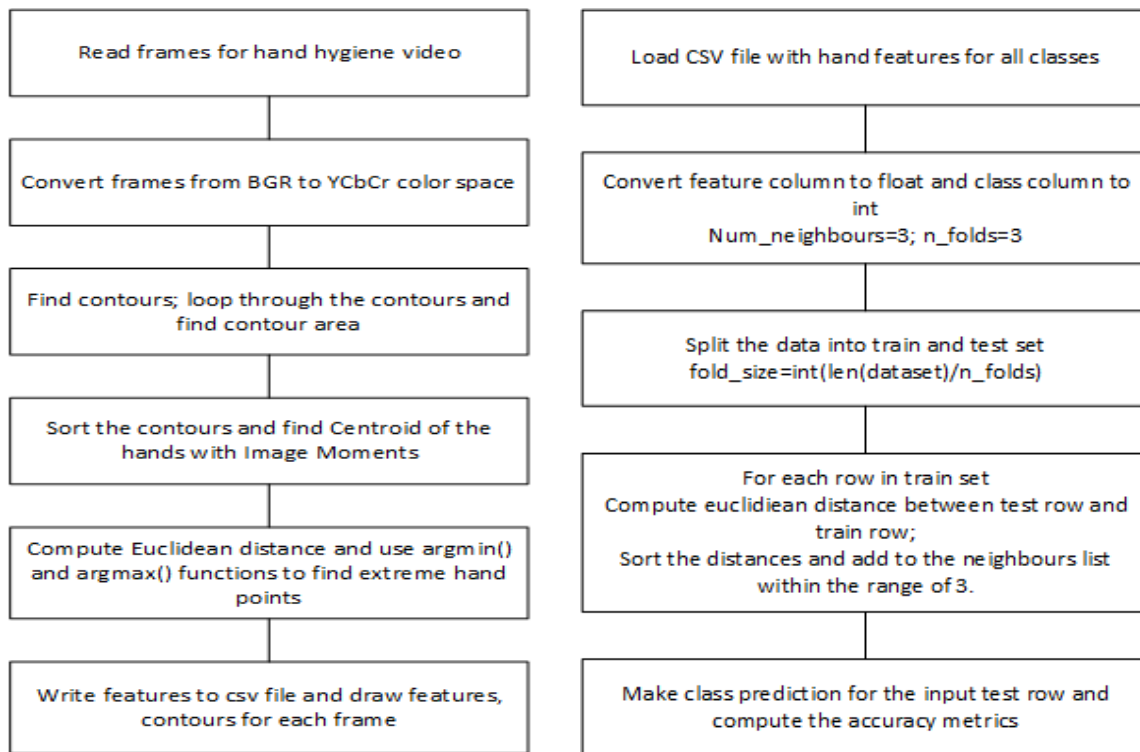 Read frames for hand hygiene video
Convert frames from BGR to YCbCr color space
Find contours; loop through the contours and
find contour area
Sort the contours and find Centroid of the
hands with Image Moments
Compute Euclidean distance and use argmin()
and argmax() functions to find extreme hand
points
Write features to csv file and draw features,
contours for each frame
Load CSV file with hand features for all classes
Convert feature column to float and class column to
int
Num_neighbours=3; n_folds=3
Split the data into train and test set
fold_size=int(len(dataset)/n_folds)
For each row in train set
Compute euclidiean distance between test row and
train row;
Sort the distances and add to the neighbours list
within the range of 3.
Make class prediction for the input test row and
compute the accuracy metrics